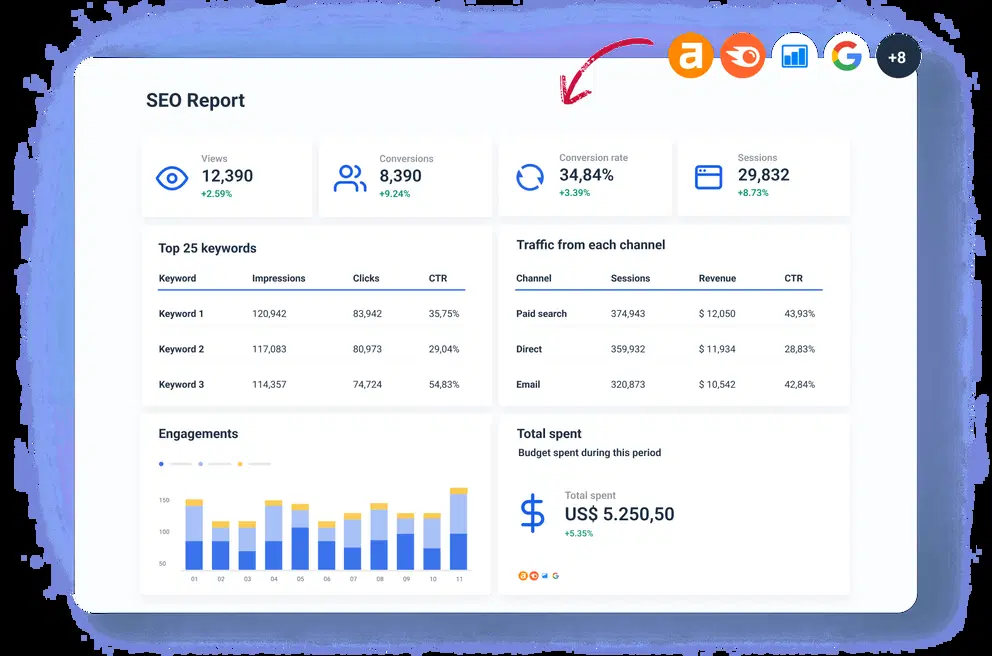 a
+8
SEO Report
Views
12,390
+2.59%
Conversions
8,390
+9.24%
Conversion rate
34,84%
+3.39%
Sessions
29,832
+8.73%
Top 25 keywords
Keyword Impressions Clicks CTR
Keyword 1 120,942 83,942 35,75%
Keyword 2 117,083 80,973 29,04%
Keyword 3 114,357 74,724 54,83%
Traffic from each channel
Channel Sessions Revenue CTR
Paid search 374,943 $ 12,050 43,93%
Direct 359,932 $ 11,934 28,83%
Email 320,873 $ 10,542 42,84%
Engagements
150
100
50
01 02 03 04 05 06 07 08 09 10 11
Total spent
Budget spent during this period
$
Total spent
US$ 5.250,50
+5.35%